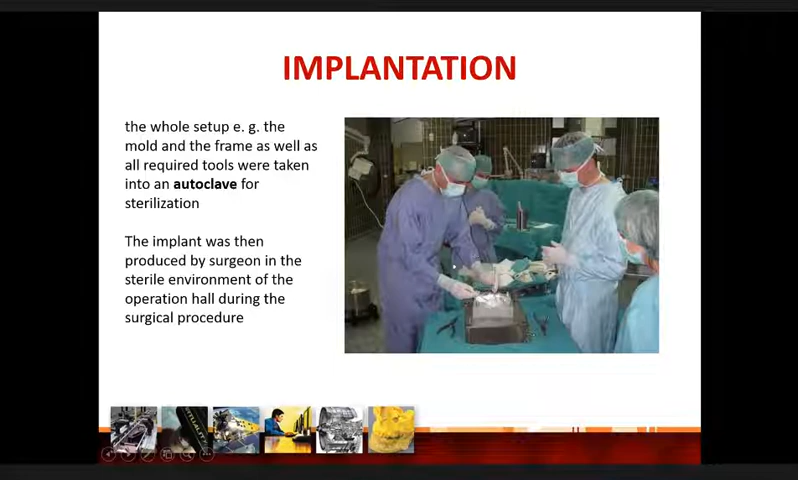 IMPLANTATION
the whole setup e. g. the
mold and the frame as well as
all required tools were taken
into an autoclave for
sterilization
The implant was then
produced by surgeon in the
sterile environment of the
operation hall during the
surgical procedure